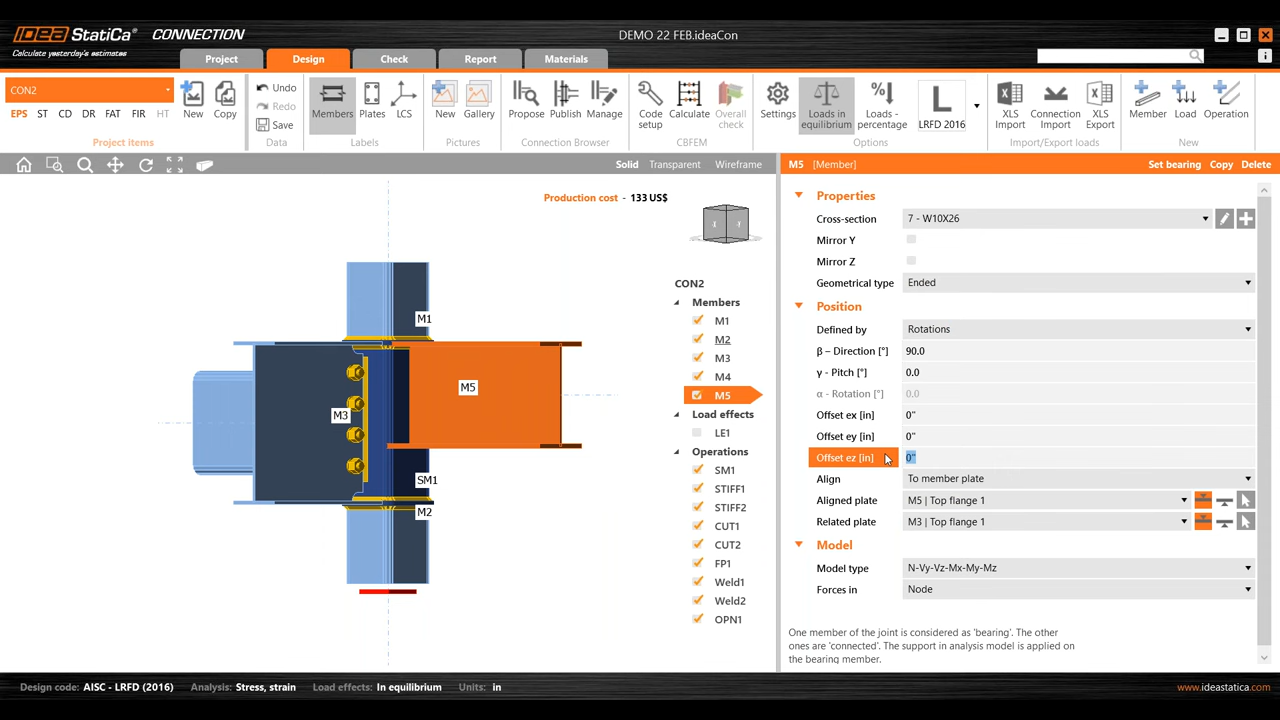 IDEA StatiCa® CONNECTION
Calculate yesterday's estimates
DEMO 22 FEB.ideaCon
Project Design Check Report Materials
CON2
EPS ST CD DR FAT FIR HT
New Copy
Project items
Undo
Redo
Save
Data
Members Plates LCS
Labels
New Gallery
Pictures
Propose Publish Manage
Connection Browser
Code setup Calculate Overall check
CBFEM
Settings Loads in equilibrium Loads - percentage LRFD 2016
Options
XLS Import Connection Import XLS Export
Import/Export loads
Member Load Operation
New
Solid Transparent Wireframe
Production cost - 133 US$
M1
M5
M3
SM1
M2
CON2
Members
M1
M2
M3
M4
M5
Load effects
LE1
Operations
SM1
STIFF1
STIFF2
CUT1
CUT2
FP1
Weld1
Weld2
OPN1
M5 [Member] Set bearing Copy Delete
Properties
Cross-section 7 - W10X26
Mirror Y
Mirror Z
Geometrical type Ended
Position
Defined by Rotations
β – Direction [°] 90.0
γ - Pitch [°] 0.0
α - Rotation [°] 0.0
Offset ex [in] 0"
Offset ey [in] 0"
Offset ez [in] 0"
Align To member plate
Aligned plate M5 | Top flange 1
Related plate M3 | Top flange 1
Model
Model type N-Vy-Vz-Mx-My-Mz
Forces in Node
One member of the joint is considered as 'bearing'. The other
ones are 'connected'. The support in analysis model is applied on
the bearing member.
Design code: AISC - LRFD (2016) Analysis: Stress, strain Load effects: In equilibrium Units: in
www.ideastatica.com